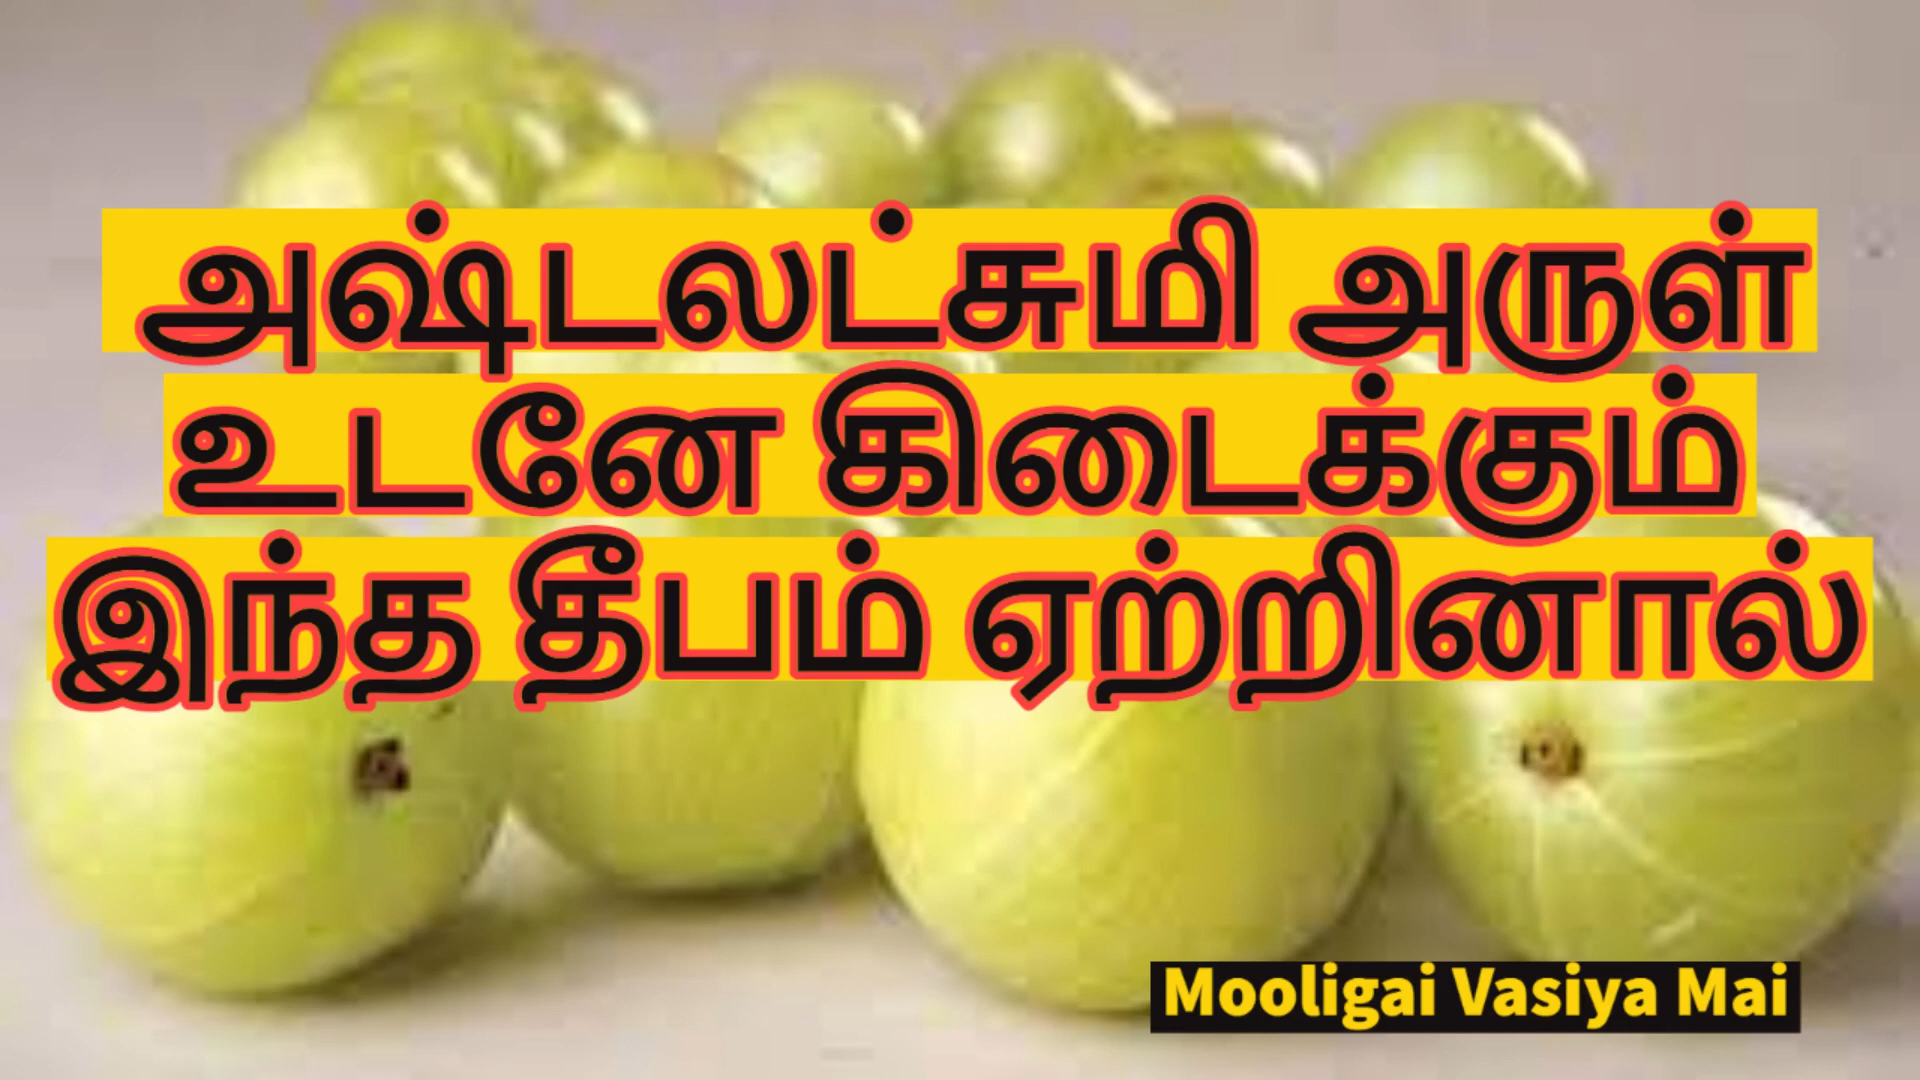 அஷ்டலட்சுமி அருள்
உடனே கிடைக்கும்
இந்த தீபம் ஏற்றினால்
Mooligai Vasiya Mai